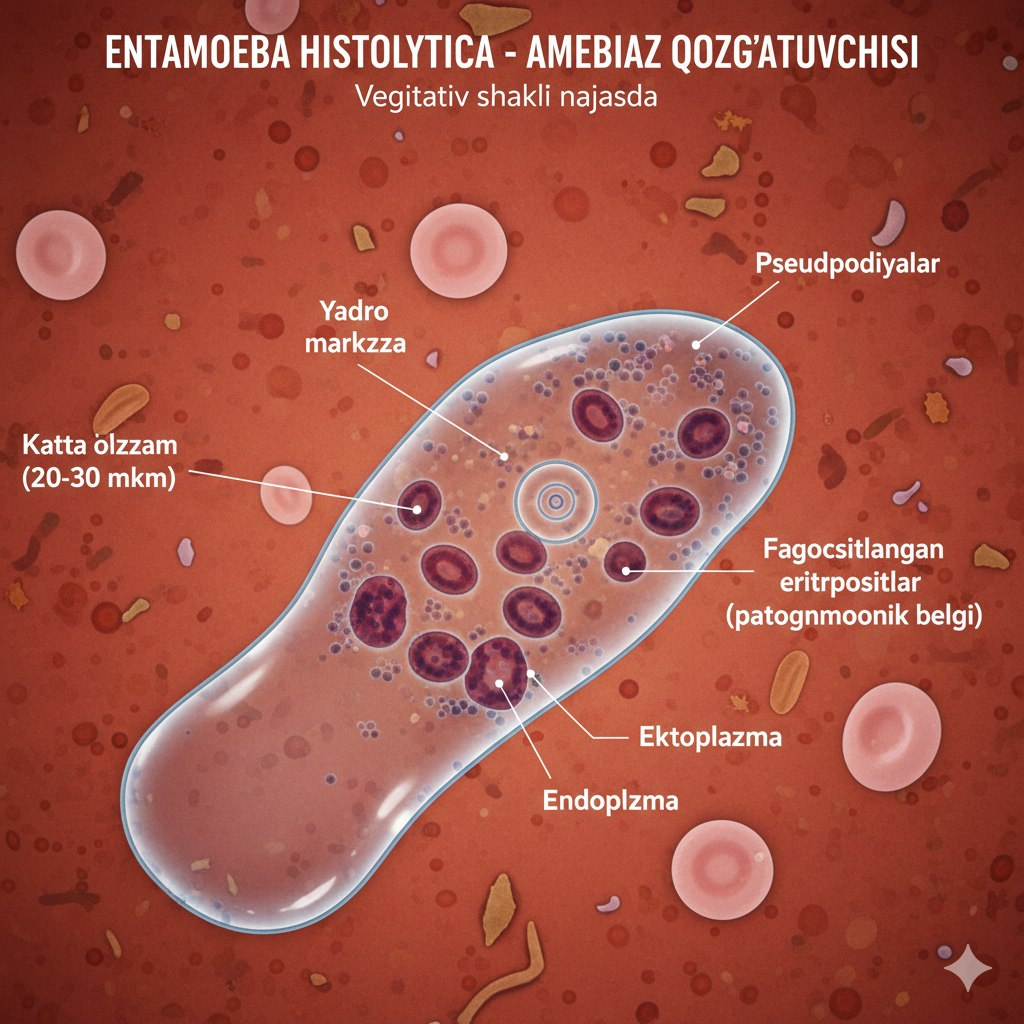 ENTAMOEBA HISTOLYTICA - AMEBIAZ QOZG'ATUVCHISI
Vegitativ shakli najasda
Pseudpodiyalar
Yadro
markzza
Katta ölzzam
(20-30 mkm)
Fagocsitlangan
eritrpositlar
(patognmoonik belgi)
Ektoplazma
Endoplzma